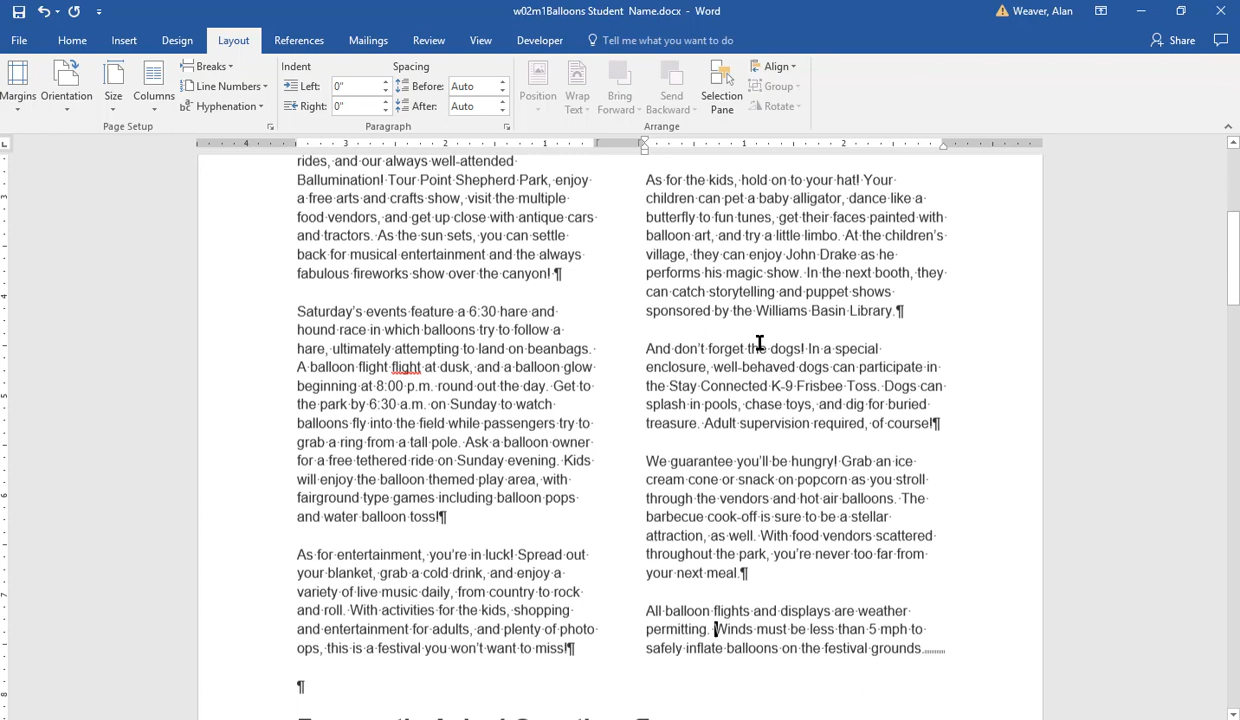 w02m1Balloons Student Name.docx - Word
Weaver, Alan
File Home Insert Design Layout References Mailings Review View Developer Tell me what you want to do Share
Margins Orientation Size Columns
Breaks
Line Numbers
Hyphenation
Page Setup
Indent Spacing
Left: 0" Before: Auto
Right: 0" After: Auto
Paragraph
Position Wrap Text Bring Forward Send Backward Selection Pane
Align
Group
Rotate
Arrange
4 3 2 1 1 2
3
4
5
6
7
8
rides, and our always well-attended
Ballumination! Tour Point Shepherd Park, enjoy
a free arts and crafts show, visit the multiple
food vendors, and get up close with antique cars
and tractors. As the sun sets, you can settle
back for musical entertainment and the always
fabulous fireworks show over the canyon! ¶
Saturday's events feature a 6:30 hare and
hound race in which balloons try to follow a
hare, ultimately attempting to land on beanbags.
A balloon flight flight at dusk, and a balloon glow
beginning at 8:00 p.m. round out the day. Get to
the park by 6:30 a.m. on Sunday to watch
balloons fly into the field while passengers try to
grab a ring from a tall pole. Ask a balloon owner
for a free tethered ride on Sunday evening. Kids
will enjoy the balloon themed play area, with
fairground type games including balloon pops
and water balloon toss!¶
As for entertainment, you're in luck! Spread out
your blanket, grab a cold drink, and enjoy a
variety of live music daily, from country to rock
and roll. With activities for the kids, shopping
and entertainment for adults, and plenty of photo
ops, this is a festival you won't want to miss!¶
¶
As for the kids, hold on to your hat! Your
children can pet a baby alligator, dance like a
butterfly to fun tunes, get their faces painted with
balloon art, and try a little limbo. At the children's
village, they can enjoy John Drake as he
performs his magic show. In the next booth, they
can catch storytelling and puppet shows
sponsored by the Williams Basin Library.¶
And don't forget the dogs! In a special
enclosure, well-behaved dogs can participate in
the Stay Connected K-9 Frisbee Toss. Dogs can
splash in pools, chase toys, and dig for buried
treasure. Adult supervision required, of course!¶
We guarantee you'll be hungry! Grab an ice
cream cone or snack on popcorn as you stroll
through the vendors and hot air balloons. The
barbecue cook-off is sure to be a stellar
attraction, as well. With food vendors scattered
throughout the park, you're never too far from
your next meal.¶
All balloon flights and displays are weather
permitting. Winds must be less than 5 mph to
safely inflate balloons on the festival grounds.